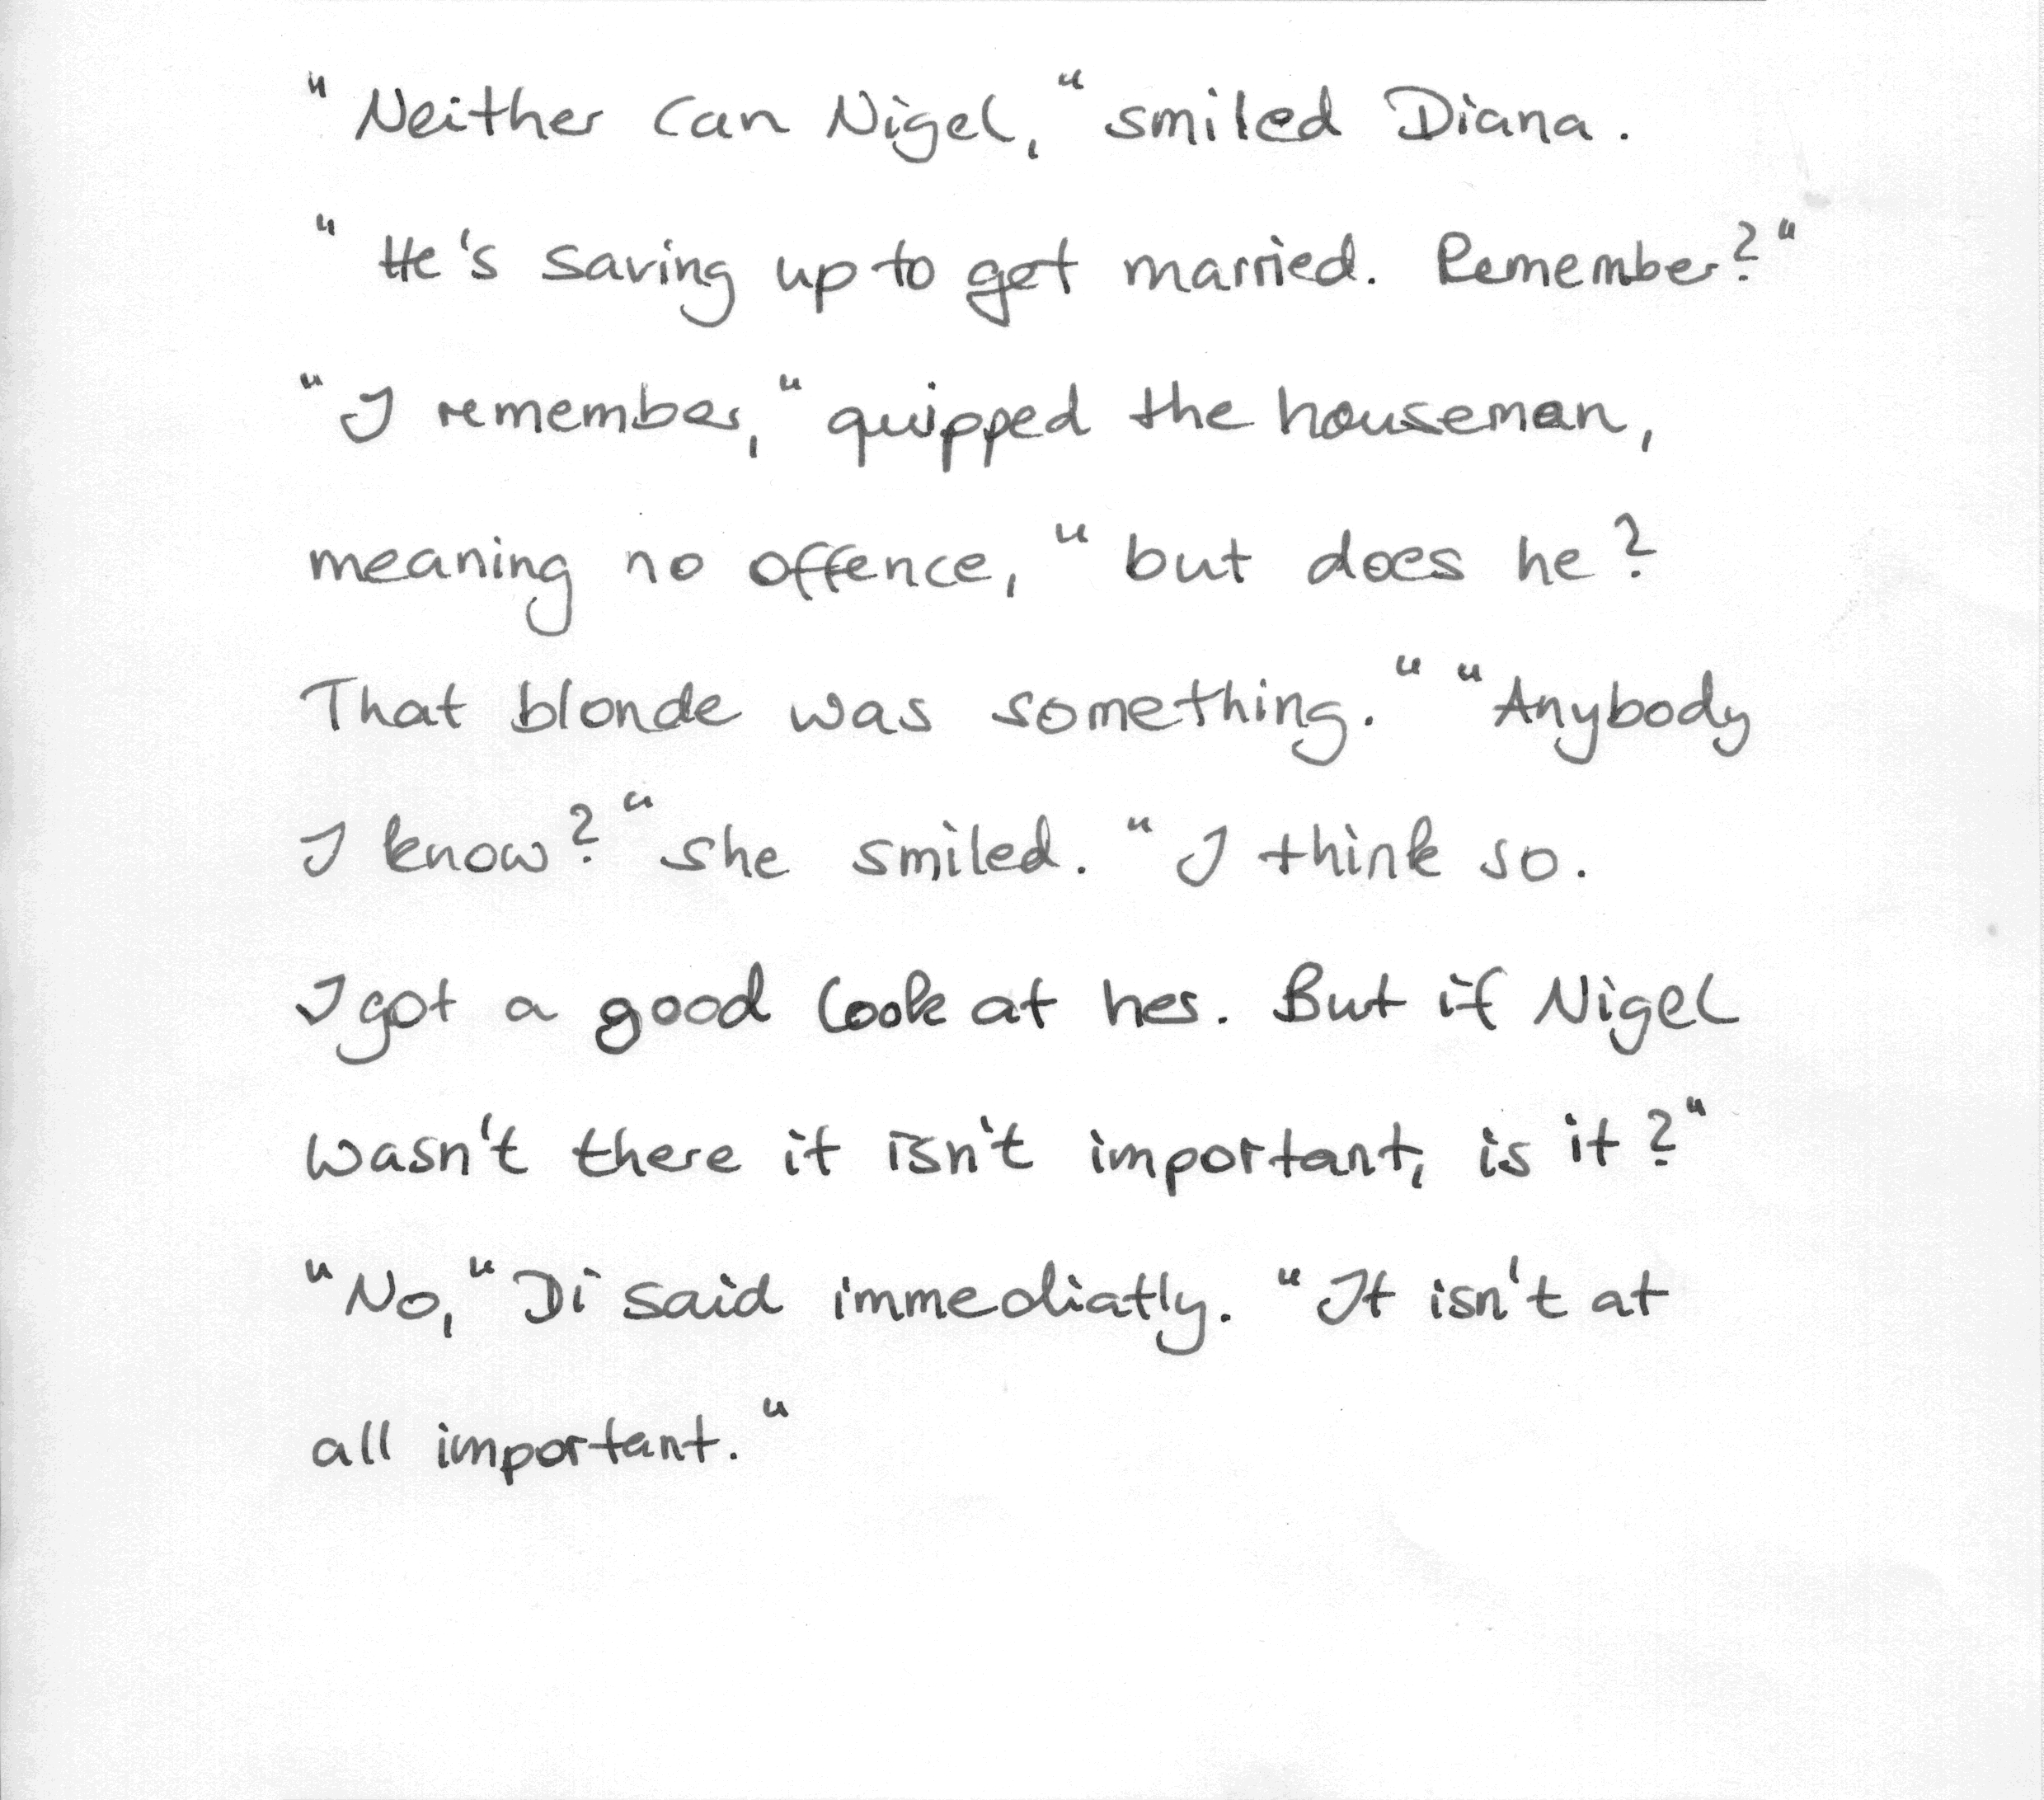 "Neither can Nigel," smiled Diana.
"He's saving up to get married. Remember?"
"I remember," quipped the houseman,
meaning no offence, "but does he?
That blonde was something." "Anybody
I know?" she smiled. "I think so.
I got a good look at her. But if Nigel
wasn't there it isn't important, is it?"
"No," Di said immediatly. "It isn't at
all important."